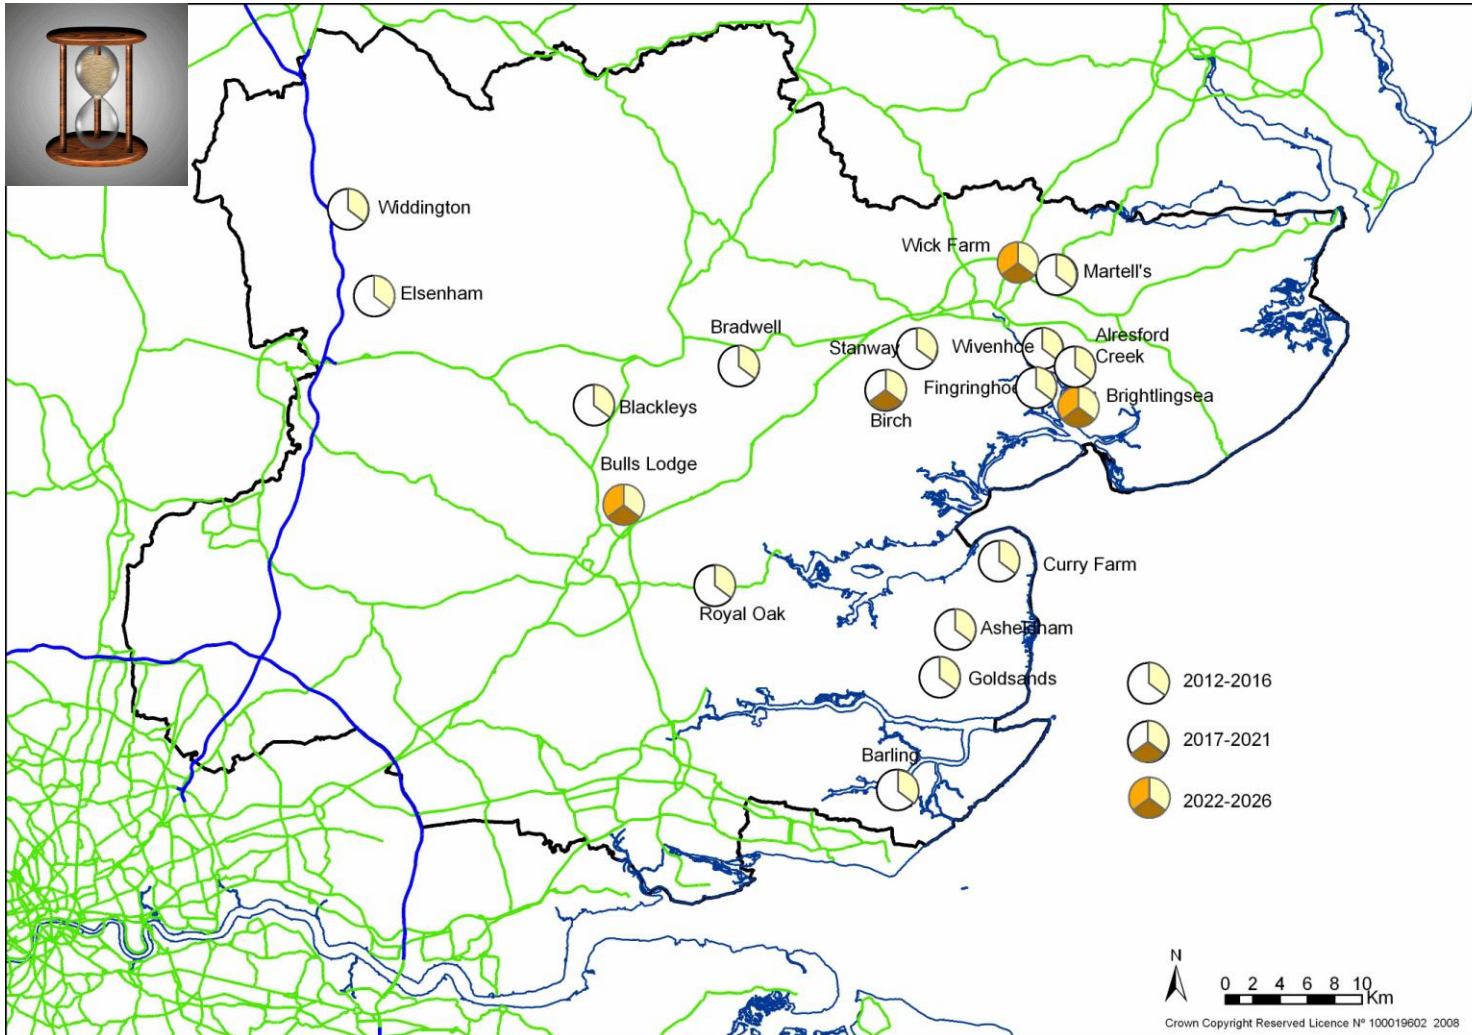 Widdington
Elsenham
Wick Farm
Martell's
Bradwell
Stanway
Wivenhoe
Alresford
Creek
Fingringhoe
Brightlingsea
Birch
Blackleys
Bulls Lodge
Curry Farm
Royal Oak
Asheldham
Goldsands
Barling
2012-2016
2017-2021
2022-2026
N
0 2 4 6 8 10
Km
Crown Copyright Reserved Licence Nº 100019602 2008